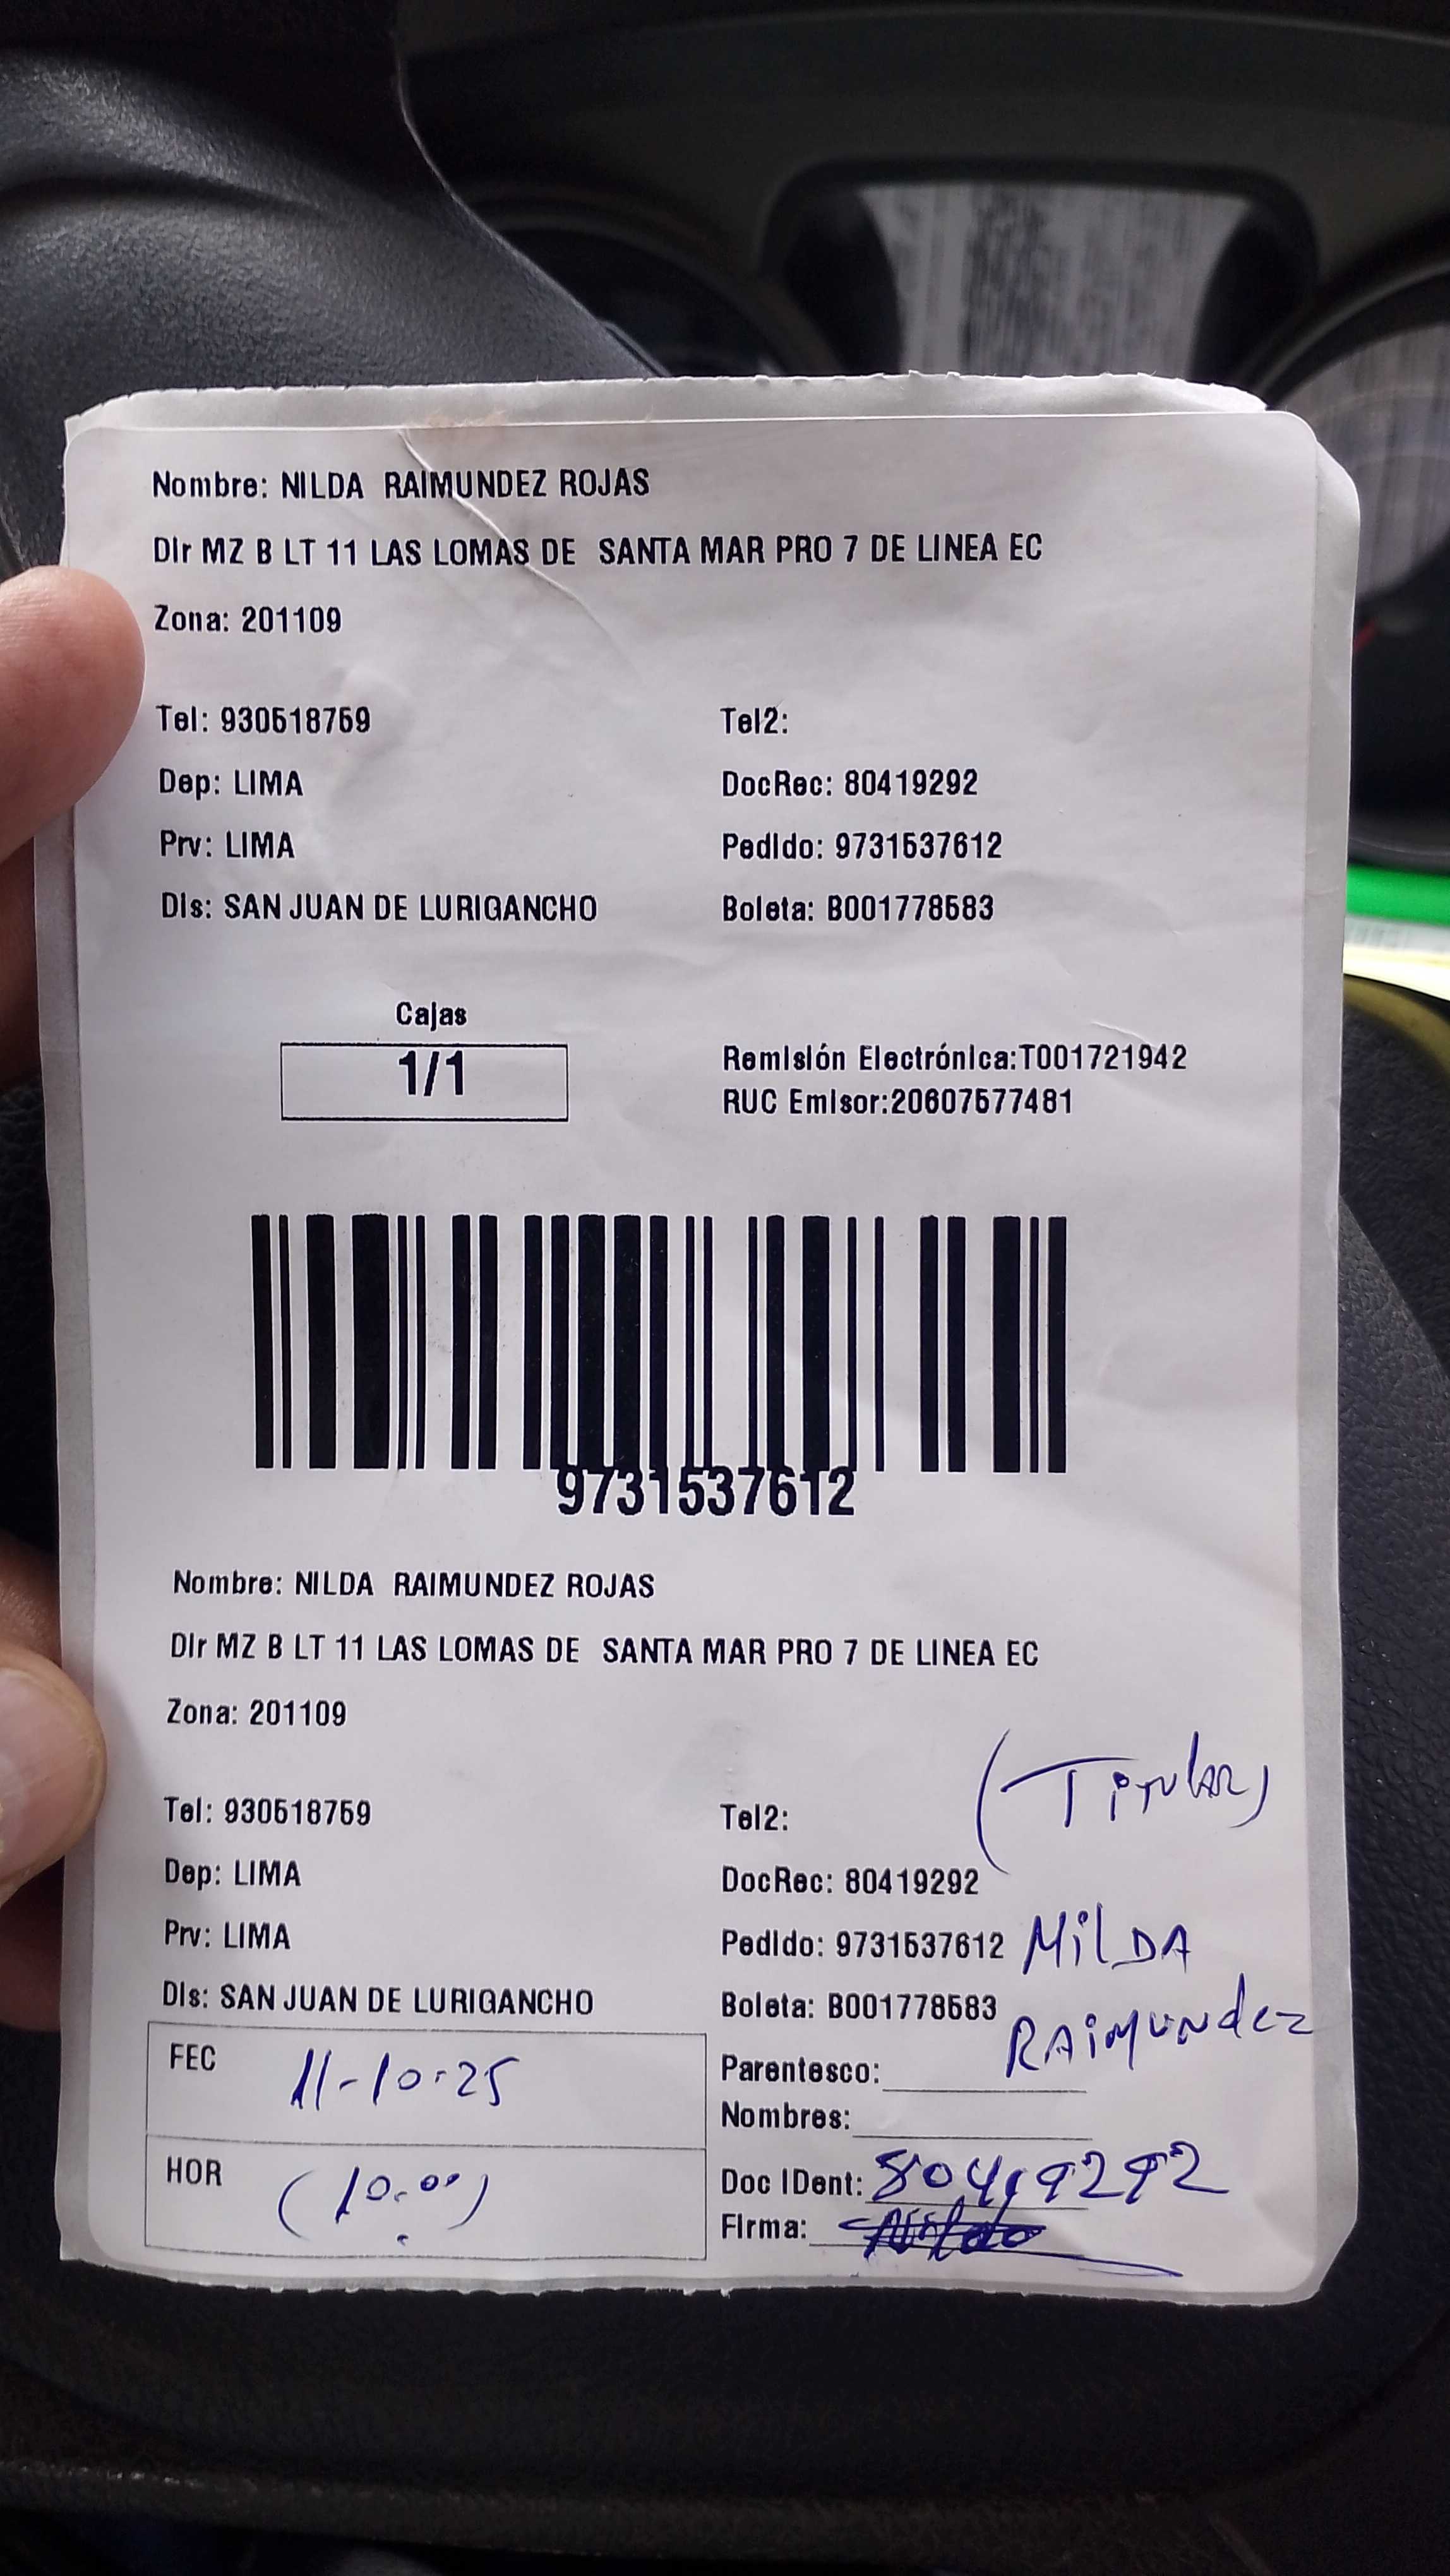 Nombre: NILDA RAIMUNDEZ ROJAS
Dir MZ B LT 11 LAS LOMAS DE SANTA MAR PRO 7 DE LINEA EC
Zona: 201109
Tel: 930518759 Tel2:
Dep: LIMA DocRec: 80419292
Prv: LIMA Pedido: 9731537612
Dis: SAN JUAN DE LURIGANCHO Boleta: B001778583
Cajas
1/1
Remisión Electrónica:T001721942
RUC Emisor:20607577481
9731537612
Nombre: NILDA RAIMUNDEZ ROJAS
Dir MZ B LT 11 LAS LOMAS DE SANTA MAR PRO 7 DE LINEA EC
Zona: 201109
(Titular)
Tel: 930518759 Tel2:
Dep: LIMA DocRec: 80419292
Prv: LIMA Pedido: 9731537612 NilDA
Dis: SAN JUAN DE LURIGANCHO Boleta: B001778583
RAiMUNdez
FEC 11-10-25
Parentesco:
Nombres:
HOR (10.00)
Doc IDent: 80419292
Firma: Nilda